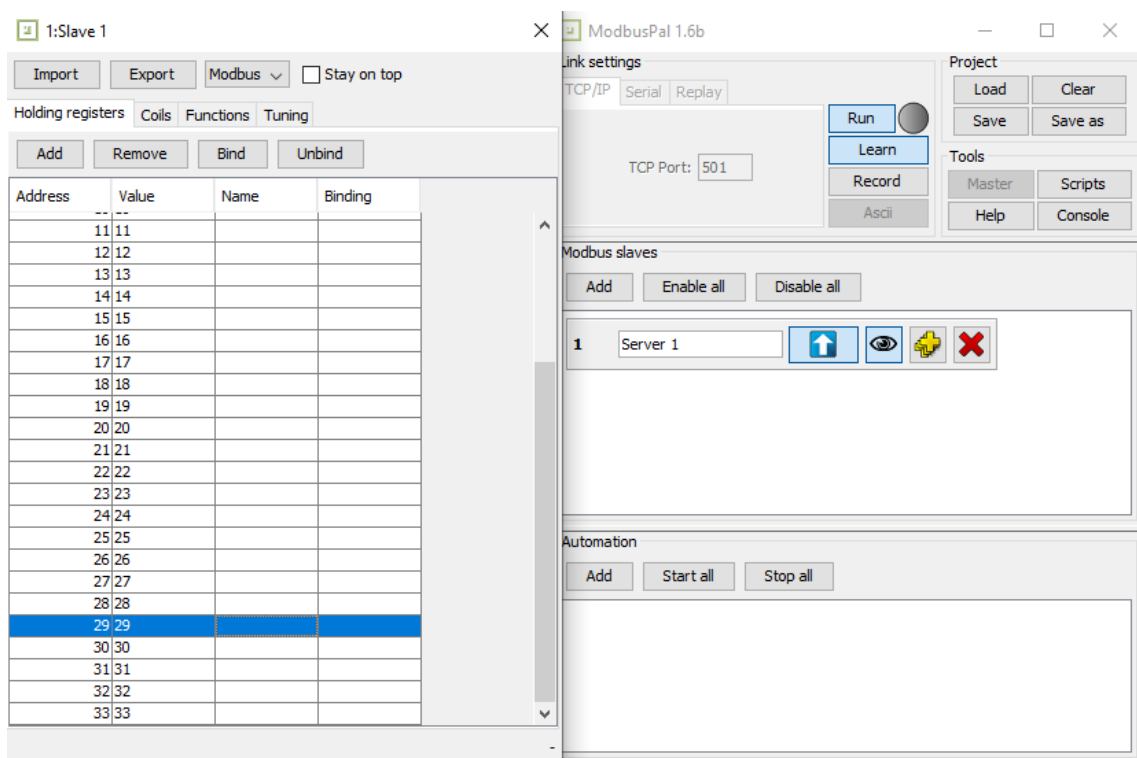 1:Slave 1
Import Export Modbus Stay on top
Holding registers Coils Functions Tuning
Add Remove Bind Unbind
Address Value Name Binding
11 11
12 12
13 13
14 14
15 15
16 16
17 17
18 18
19 19
20 20
21 21
22 22
23 23
24 24
25 25
26 26
27 27
28 28
29 29
30 30
31 31
32 32
33 33
-
ModbusPal 1.6b
Link settings
TCP/IP Serial Replay
TCP Port: 501
Run
Learn
Record
Ascii
Project
Load Clear
Save Save as
Tools
Master Scripts
Help Console
Modbus slaves
Add Enable all Disable all
1 Server 1
Automation
Add Start all Stop all